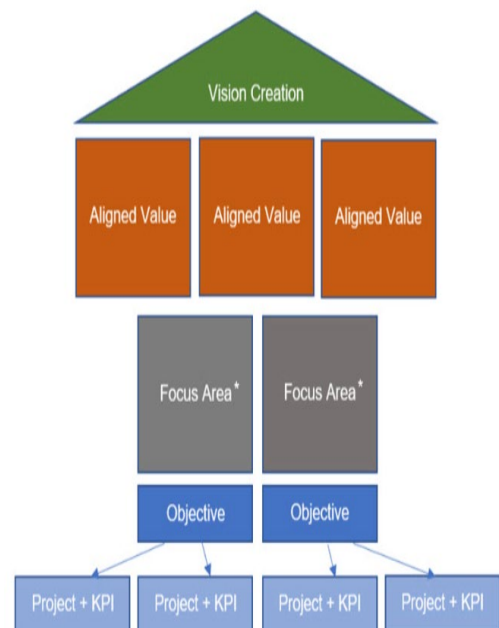 Vision Creation
Aligned Value
Aligned Value
Aligned Value
Focus Area*
Focus Area*
Objective
Objective
Project + KPI
Project + KPI
Project + KPI
Project + KPI